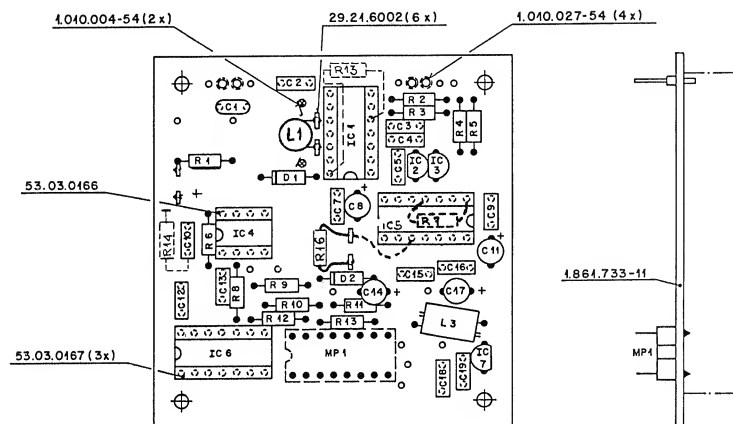 1.010.004-54 (2x)
29.21.6002 (6x)
1.010.027-54 (4x)
R13
C2
C1
L1
IC1
R2
R3
C3
C4
R4
R5
C5
IC2
IC3
R1
D1
53.03.0166
C7
C8
IC5
R7
C9
R14
C10
R6
IC4
R16
C11
C12
C13
R8
R9
D2
C15
C16
1.861.733-11
R10
R11
C14
C17
R12
R13
L3
IC6
MP1
IC7
MP1
C18
C19
53.03.0167 (3x)